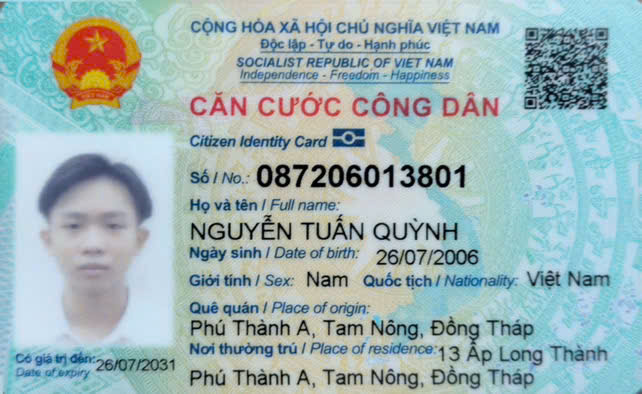 CỘNG HÒA XÃ HỘI CHỦ NGHĨA VIỆT NAM
Độc lập - Tự do - Hạnh phúc
SOCIALIST REPUBLIC OF VIET NAM
Independence - Freedom - Happiness
CĂN CƯỚC CÔNG DÂN
Citizen Identity Card
Số / No.: 087206013801
Họ và tên / Full name:
NGUYỄN TUẤN QUỲNH
Ngày sinh / Date of birth: 26/07/2006
Giới tính / Sex: Nam Quốc tịch / Nationality: Việt Nam
Quê quán / Place of origin:
Phú Thành A, Tam Nông, Đồng Tháp
Nơi thường trú / Place of residence: 13 Ấp Long Thành
Phú Thành A, Tam Nông, Đồng Tháp
Có giá trị đến: 26/07/2031
Date of expiry